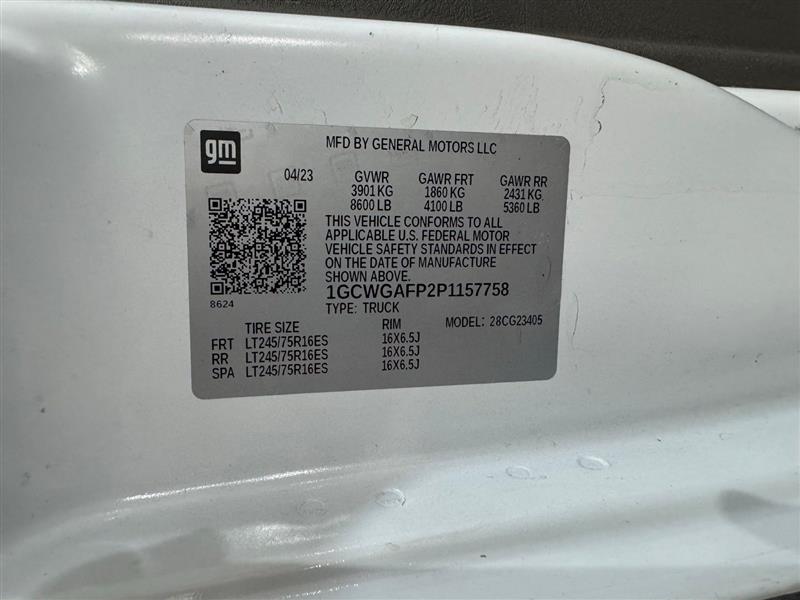 gm
MFD BY GENERAL MOTORS LLC
04/23 GVWR GAWR FRT GAWR RR
3901 KG 1860 KG 2431 KG
8600 LB 4100 LB 5360 LB
THIS VEHICLE CONFORMS TO ALL
APPLICABLE U.S. FEDERAL MOTOR
VEHICLE SAFETY STANDARDS IN EFFECT
ON THE DATE OF MANUFACTURE
SHOWN ABOVE.
8624
1GCWGAFP2P1157758
TYPE: TRUCK
MODEL: 28CG23405
TIRE SIZE RIM
FRT LT245/75R16ES 16X6.5J
RR LT245/75R16ES 16X6.5J
SPA LT245/75R16ES 16X6.5J